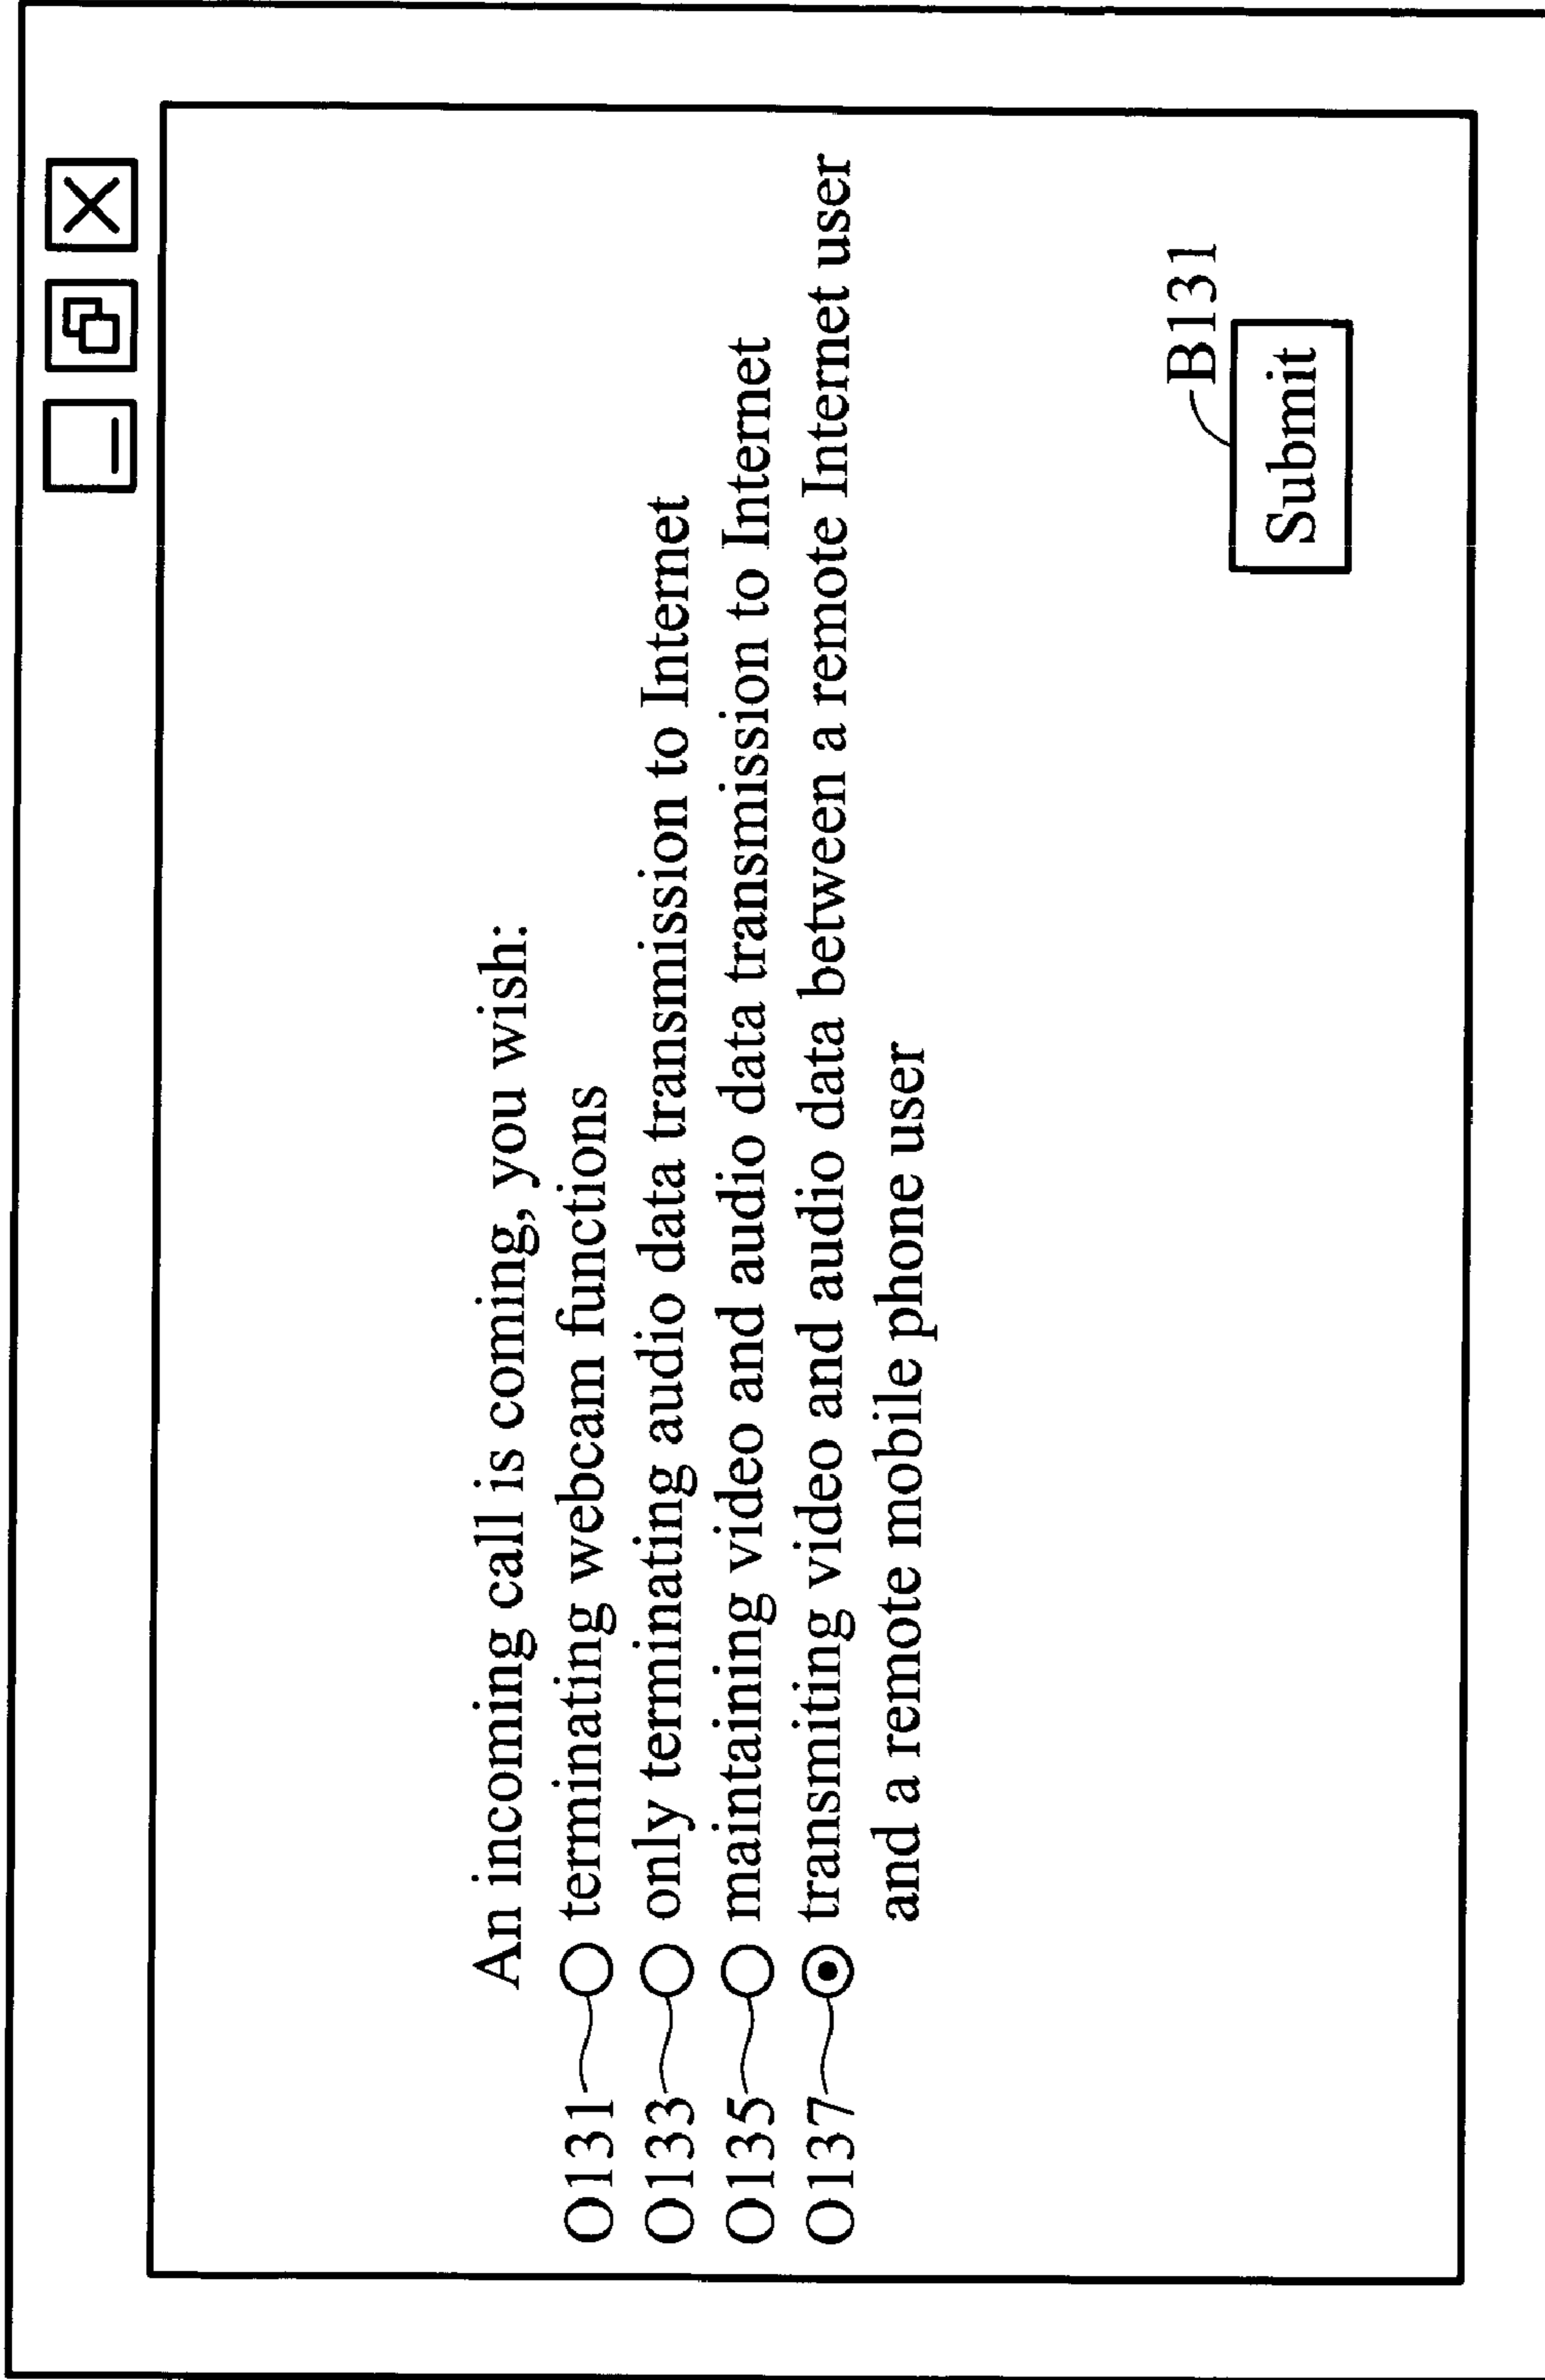 An incoming call is coming, you wish:
O131 terminating webcam functions
O133 only terminating audio data transmission to Internet
O135 maintaining video and audio data transmission to Internet
O137 transmiting video and audio data between a remote Internet user
and a remote mobile phone user
B131
Submit